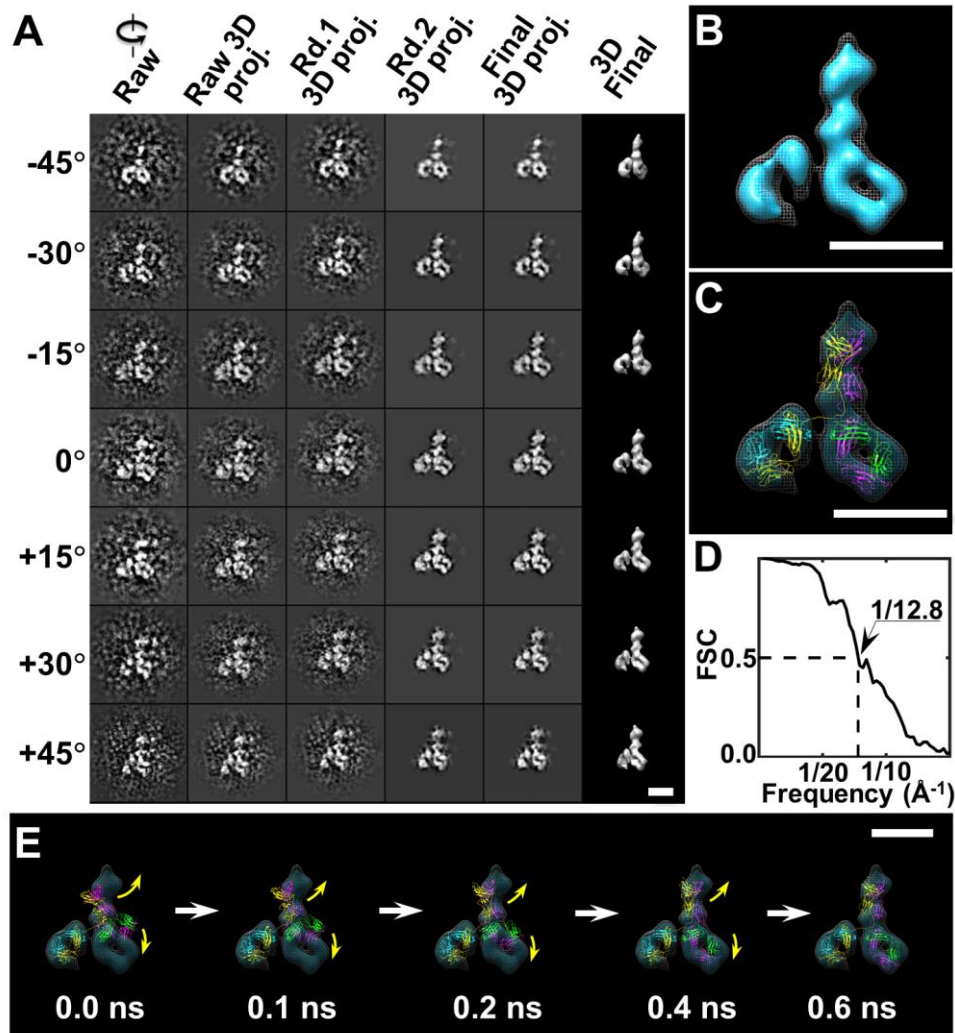 A
Raw
Raw 3D
proj.
Rd.1
3D proj.
Rd.2
3D proj.
Final
3D proj.
3D
Final
-45°
-30°
-15°
0°
+15°
+30°
+45°
B
C
D
1/12.8
FSC
0.5
0.0
1/20
1/10
Frequency (Å-1)
E
0.0 ns
0.1 ns
0.2 ns
0.4 ns
0.6 ns